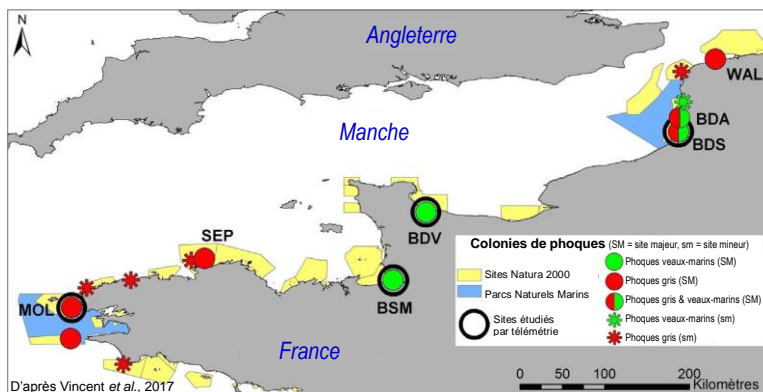 N
Angleterre
WAL
BDA
Manche
BDS
SEP
BDV
Colonies de phoques (SM = site majeur, sm = site mineur)
Sites Natura 2000
Parcs Naturels Marins
Sites étudiés
par télémétrie
Phoques veaux-marins (SM)
Phoques gris (SM)
Phoques gris & veaux-marins (SM)
Phoques veaux-marins (sm)
Phoques gris (sm)
MOL
BSM
France
D'après Vincent et al., 2017
0 50 100 200
Kilomètres